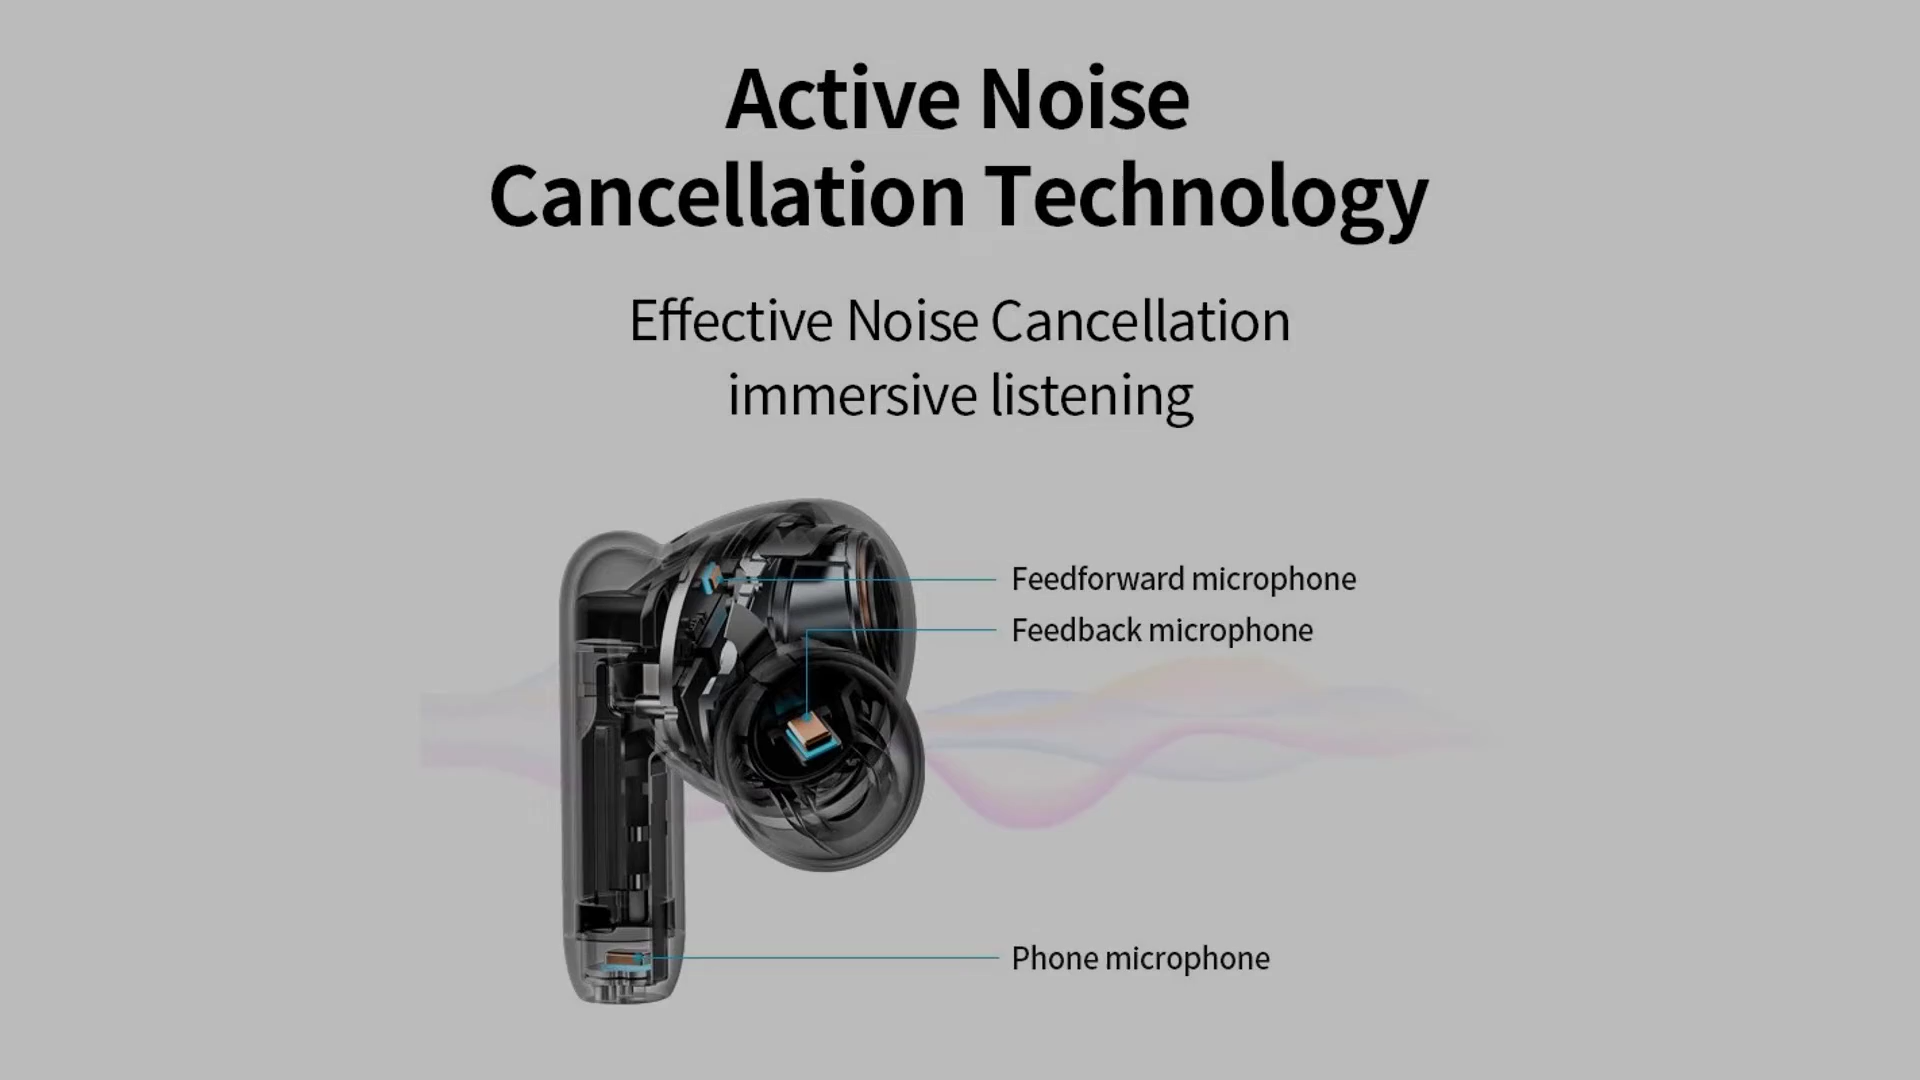 Active Noise
Cancellation Technology
Effective Noise Cancellation
immersive listening
Feedforward microphone
Feedback microphone
Phone microphone